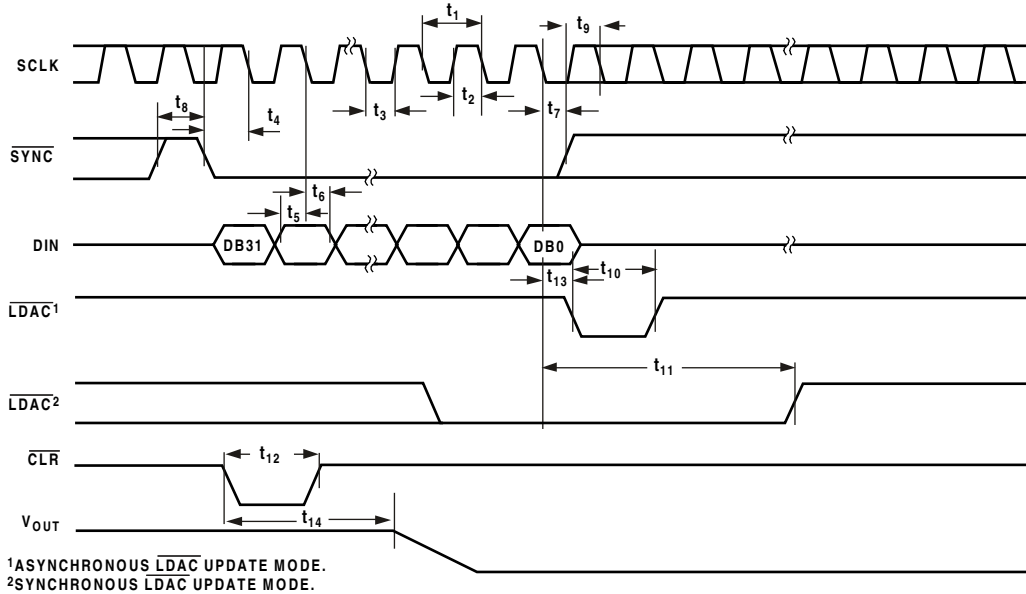 t1
t9
SCLK
t3
t2
t7
t8
t4
SYNC
t6
t5
DIN
DB31
DB0
t13
t10
LDAC1
t11
LDAC2
CLR
t12
t14
VOUT
1ASYNCHRONOUS LDAC UPDATE MODE.
2SYNCHRONOUS LDAC UPDATE MODE.